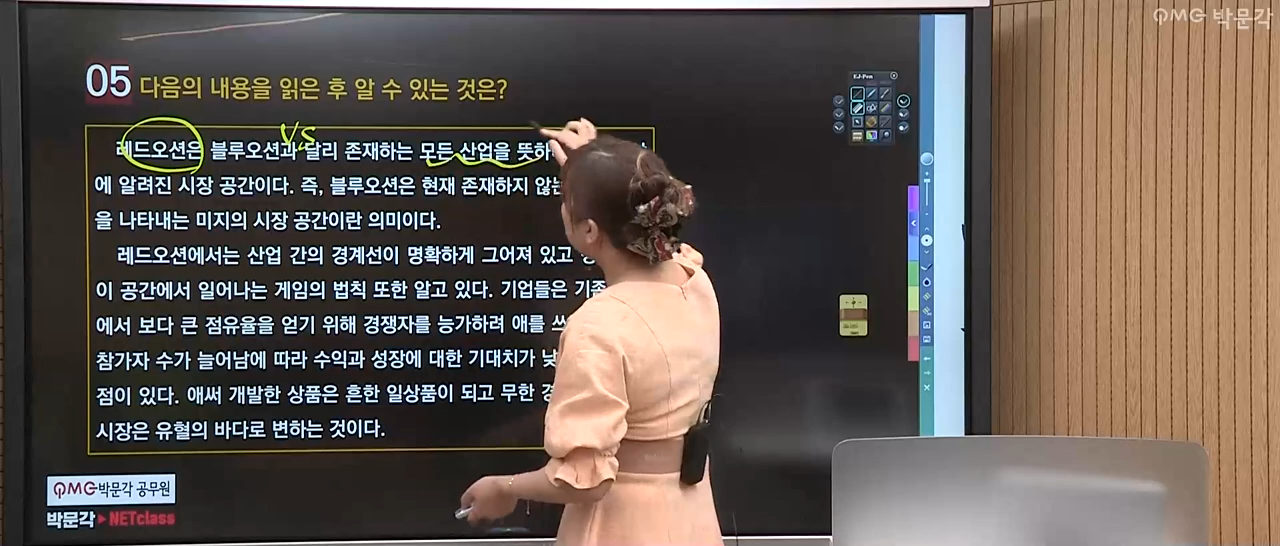 PMG 박문각
EJ-Pen
05 다음의 내용을 읽은 후 알 수 있는 것은?
VS
레드오션은 블루오션과 달리 존재하는 모든 산업을 뜻하
에 알려진 시장 공간이다. 즉, 블루오션은 현재 존재하지 않는
을 나타내는 미지의 시장 공간이란 의미이다.
레드오션에서는 산업 간의 경계선이 명확하게 그어져 있고
이 공간에서 일어나는 게임의 법칙 또한 알고 있다. 기업들은 기존
에서 보다 큰 점유율을 얻기 위해 경쟁자를 능가하려 애를
참가자 수가 늘어남에 따라 수익과 성장에 대한 기대치가
점이 있다. 애써 개발한 상품은 흔한 일상품이 되고 무한
시장은 유혈의 바다로 변하는 것이다.
PMG 박문각 공무원
박문각 ▶ NETclass